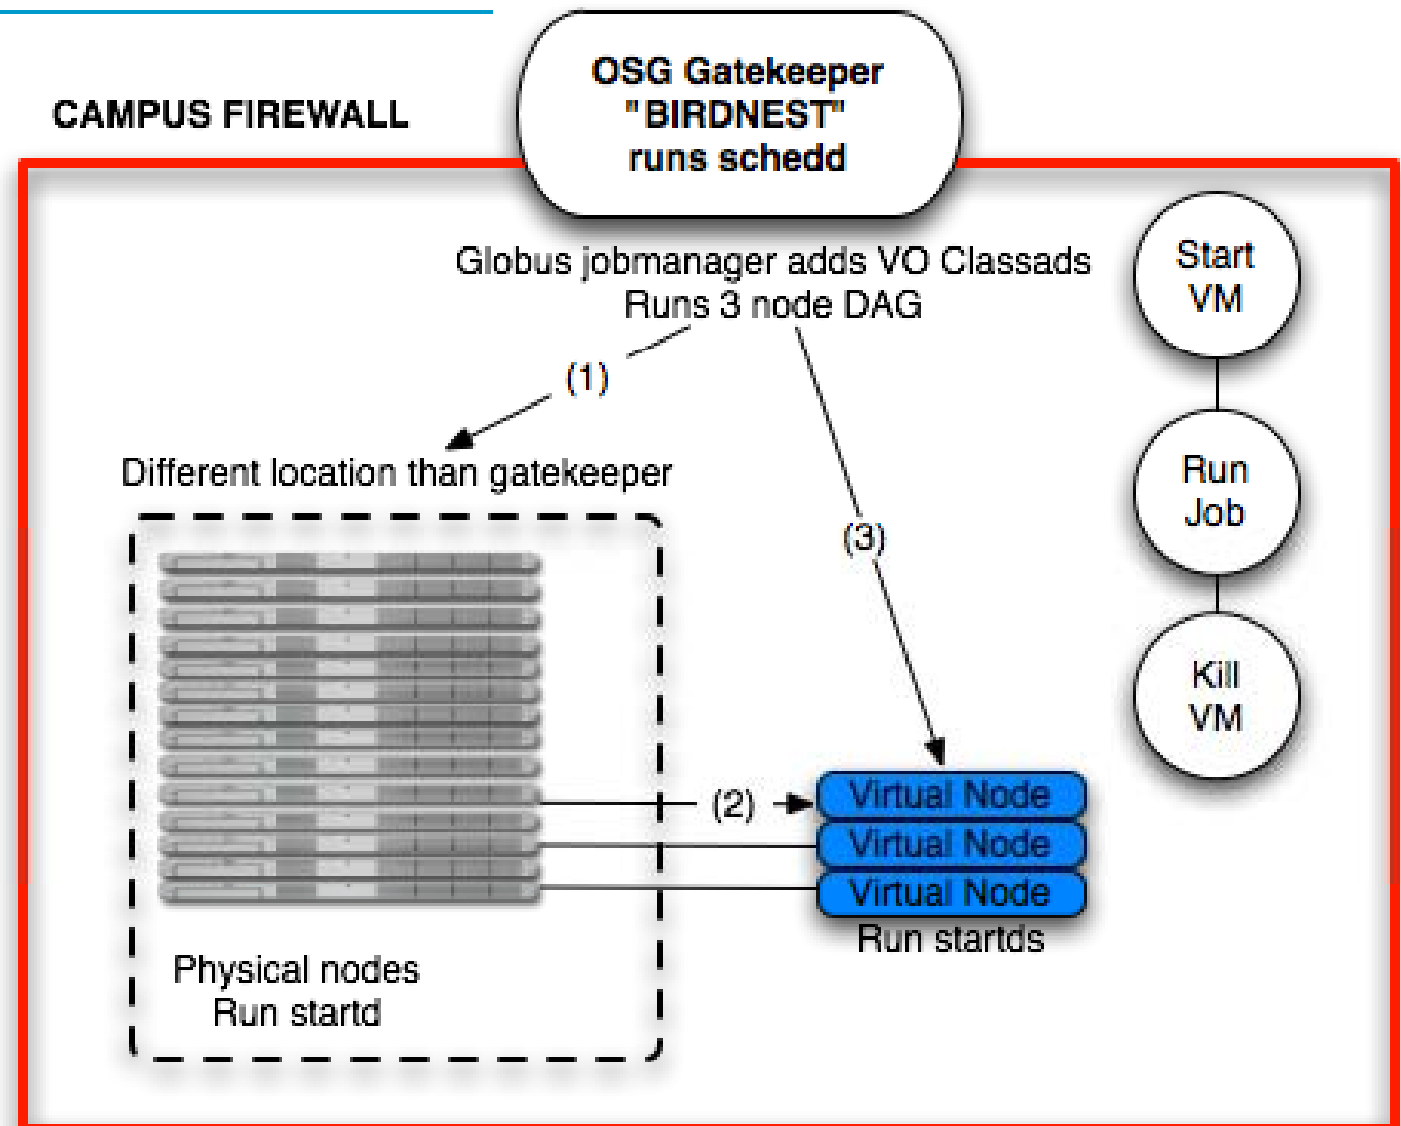 OSG Gatekeeper
"BIRDNEST"
runs schedd
CAMPUS FIREWALL
Globus jobmanager adds VO Classads
Runs 3 node DAG
Start
VM
(1)
Different location than gatekeeper
Run
Job
(3)
Kill
VM
(2)
Virtual Node
Virtual Node
Virtual Node
Run startds
Physical nodes
Run startd